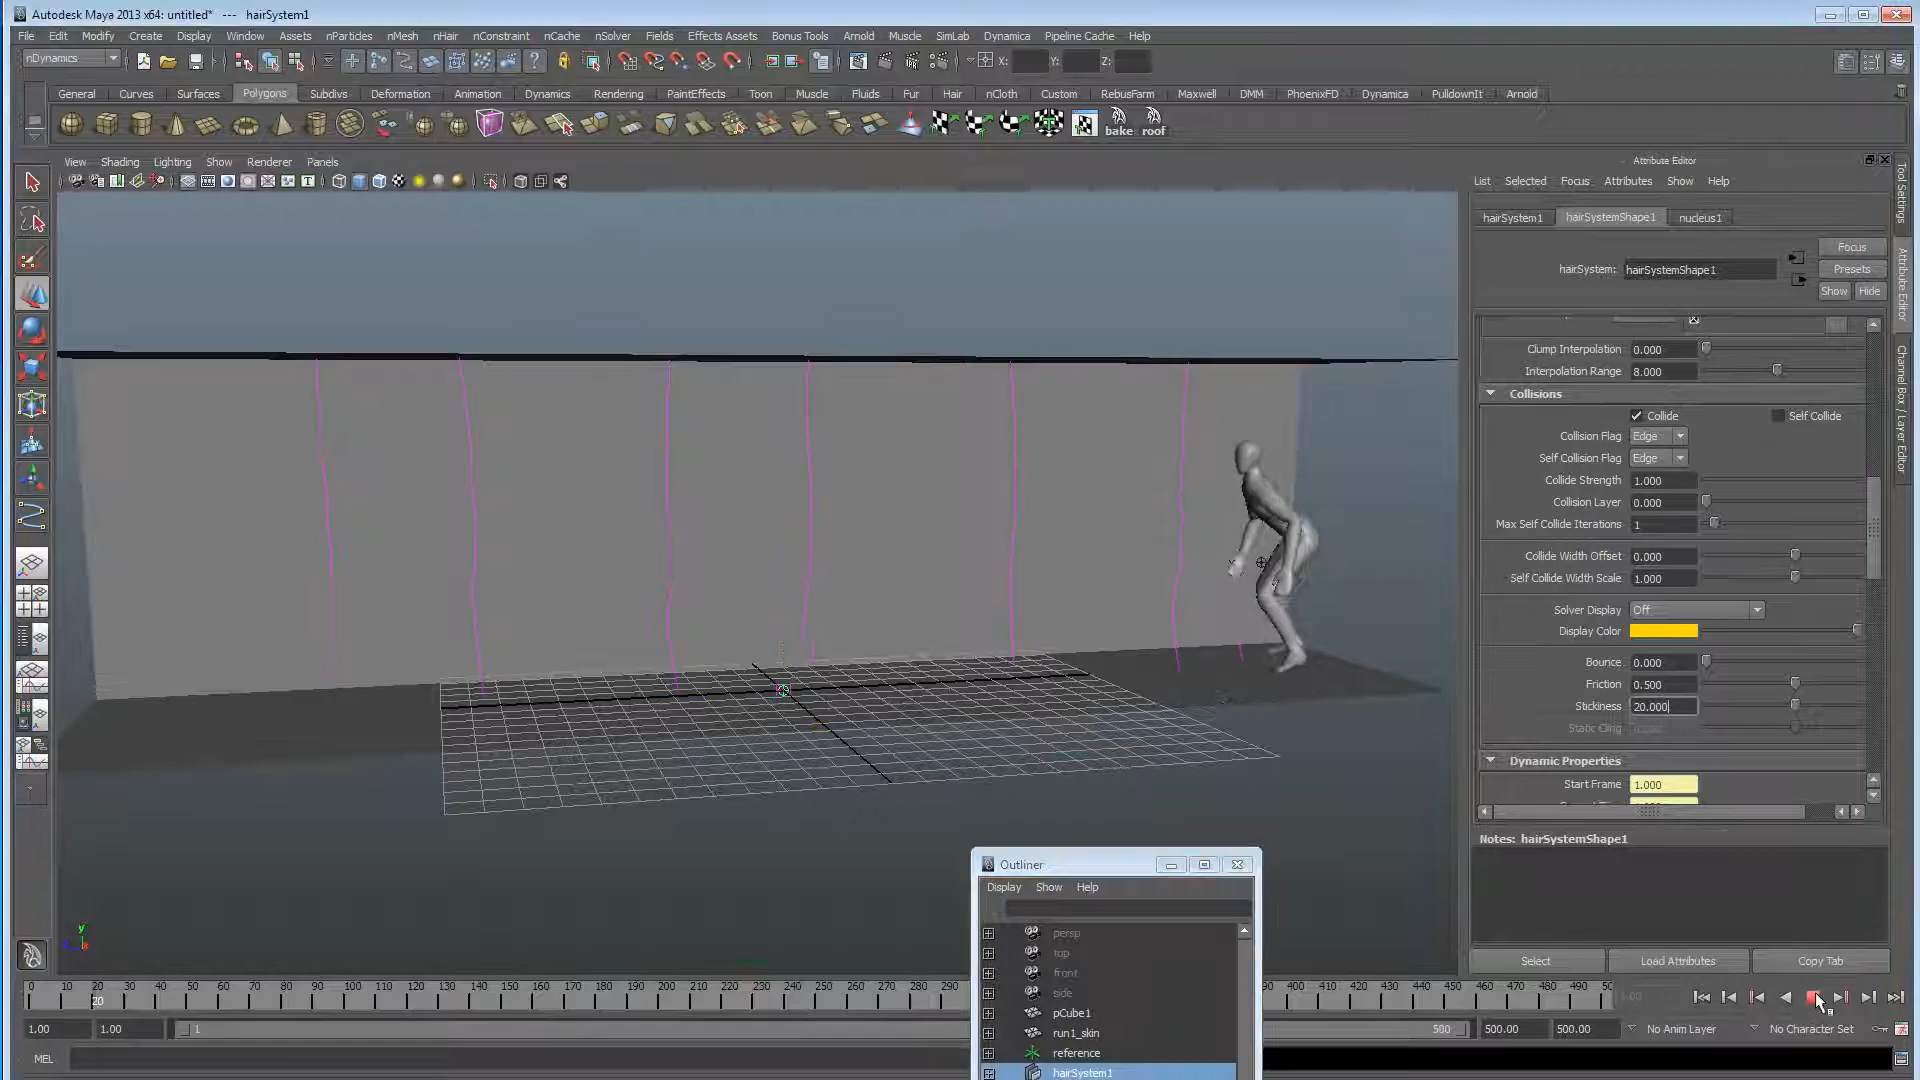 Autodesk Maya 2013 x64: untitled* --- hairSystem1
File Edit Modify Create Display Window Assets nParticles nMesh nHair nConstraint nCache nSolver Fields Effects Assets Bonus Tools Arnold Muscle SimLab Dynamica Pipeline Cache Help
nDynamics X: Y: Z:
General Curves Surfaces Polygons Subdivs Deformation Animation Dynamics Rendering PaintEffects Toon Muscle Fluids Fur Hair nCloth Custom RebusFarm Maxwell DMM PhoenixFD Dynamica PulldownIt Arnold
bake roof
View Shading Lighting Show Renderer Panels
Attribute Editor
List Selected Focus Attributes Show Help
hairSystem1 hairSystemShape1 nucleus1
Focus
hairSystem: hairSystemShape1
Presets
Show Hide
Clump Interpolation 0.000
Interpolation Range 8.000
Collisions
Collide Self Collide
Collision Flag Edge
Self Collision Flag Edge
Collide Strength 1.000
Collision Layer 0.000
Max Self Collide Iterations 1
Collide Width Offset 0.000
Self Collide Width Scale 1.000
Solver Display Off
Display Color
Bounce 0.000
Friction 0.500
Stickiness 20.000
Static Cling
Dynamic Properties
Start Frame 1.000
Notes: hairSystemShape1
Select Load Attributes Copy Tab
Tool Settings
Attribute Editor
Channel Box / Layer Editor
y
Outliner
Display Show Help
persp
top
front
side
pCube1
run1_skin
reference
hairSystem1
0 10 20 30 40 50 60 70 80 90 100 110 120 130 140 150 160 170 180 190 200 210 220 230 240 250 260 270 280 290 400 410 420 430 440 450 460 470 480 490
20
1.00
1.00 1.00 1 500 500.00 500.00 No Anim Layer No Character Set
MEL